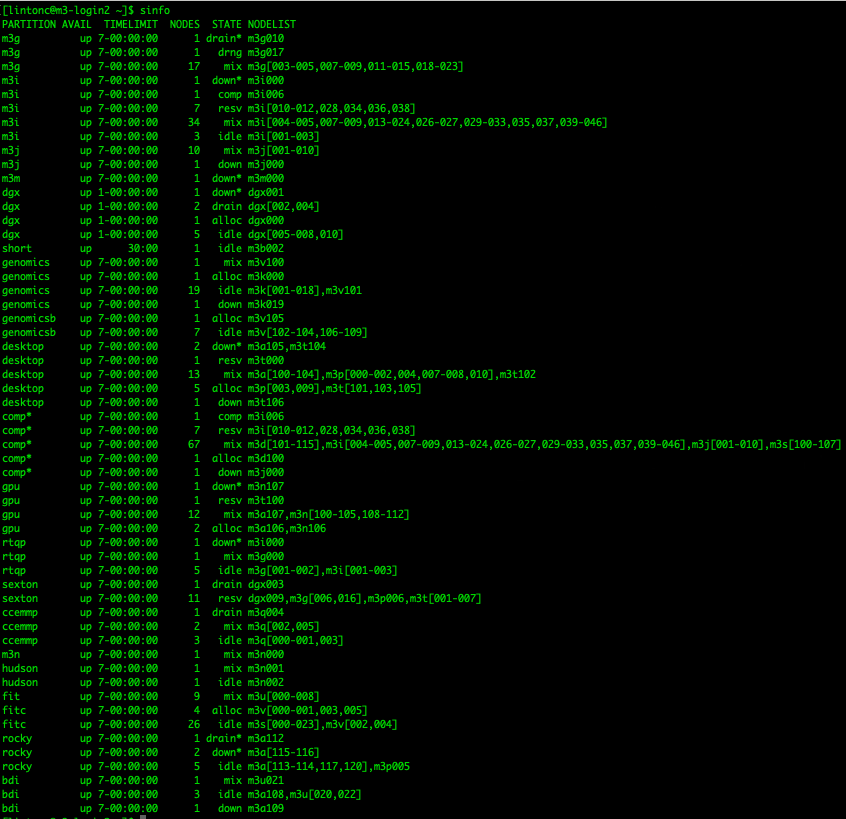 [lintonc@m3-login2 ~]$ sinfo
PARTITION AVAIL  TIMELIMIT  NODES  STATE NODELIST
m3g          up 7-00:00:00      1 drain* m3g010
m3g          up 7-00:00:00      1   drng m3g017
m3g          up 7-00:00:00     17    mix m3g[003-005,007-009,011-015,018-023]
m3i          up 7-00:00:00      1  down* m3i000
m3i          up 7-00:00:00      1   comp m3i006
m3i          up 7-00:00:00      7   resv m3i[010-012,028,034,036,038]
m3i          up 7-00:00:00     34    mix m3i[004-005,007-009,013-024,026-027,029-033,035,037,039-046]
m3i          up 7-00:00:00      3   idle m3i[001-003]
m3j          up 7-00:00:00     10    mix m3j[001-010]
m3j          up 7-00:00:00      1   down m3j000
m3m          up 7-00:00:00      1  down* m3m000
dgx          up 1-00:00:00      1  down* dgx001
dgx          up 1-00:00:00      2  drain dgx[002,004]
dgx          up 1-00:00:00      1  alloc dgx000
dgx          up 1-00:00:00      5   idle dgx[005-008,010]
short        up      30:00      1   idle m3b002
genomics     up 7-00:00:00      1    mix m3v100
genomics     up 7-00:00:00      1  alloc m3k000
genomics     up 7-00:00:00     19   idle m3k[001-018],m3v101
genomics     up 7-00:00:00      1   down m3k019
genomicsb    up 7-00:00:00      1  alloc m3v105
genomicsb    up 7-00:00:00      7   idle m3v[102-104,106-109]
desktop      up 7-00:00:00      2  down* m3a105,m3t104
desktop      up 7-00:00:00      1   resv m3t000
desktop      up 7-00:00:00     13    mix m3a[100-104],m3p[000-002,004,007-008,010],m3t102
desktop      up 7-00:00:00      5  alloc m3p[003,009],m3t[101,103,105]
desktop      up 7-00:00:00      1   down m3t106
comp*        up 7-00:00:00      1   comp m3i006
comp*        up 7-00:00:00      7   resv m3i[010-012,028,034,036,038]
comp*        up 7-00:00:00     67    mix m3d[101-115],m3i[004-005,007-009,013-024,026-027,029-033,035,037,039-046],m3j[001-010],m3s[100-107]
comp*        up 7-00:00:00      1  alloc m3d100
comp*        up 7-00:00:00      1   down m3j000
gpu          up 7-00:00:00      1  down* m3n107
gpu          up 7-00:00:00      1   resv m3t100
gpu          up 7-00:00:00     12    mix m3a107,m3n[100-105,108-112]
gpu          up 7-00:00:00      2  alloc m3a106,m3n106
rtqp         up 7-00:00:00      1  down* m3i000
rtqp         up 7-00:00:00      1    mix m3g000
rtqp         up 7-00:00:00      5   idle m3g[001-002],m3i[001-003]
sexton       up 7-00:00:00      1  drain dgx003
sexton       up 7-00:00:00     11   resv dgx009,m3g[006,016],m3p006,m3t[001-007]
ccemmp       up 7-00:00:00      1  drain m3q004
ccemmp       up 7-00:00:00      2    mix m3q[002,005]
ccemmp       up 7-00:00:00      3   idle m3q[000-001,003]
m3n          up 7-00:00:00      1    mix m3n000
hudson       up 7-00:00:00      1    mix m3n001
hudson       up 7-00:00:00      1   idle m3n002
fit          up 7-00:00:00      9    mix m3u[000-008]
fitc         up 7-00:00:00      4  alloc m3v[000-001,003,005]
fitc         up 7-00:00:00     26   idle m3s[000-023],m3v[002,004]
rocky        up 7-00:00:00      1 drain* m3a112
rocky        up 7-00:00:00      2  down* m3a[115-116]
rocky        up 7-00:00:00      5   idle m3a[113-114,117,120],m3p005
bdi          up 7-00:00:00      1    mix m3u021
bdi          up 7-00:00:00      3   idle m3a108,m3u[020,022]
bdi          up 7-00:00:00      1   down m3a109